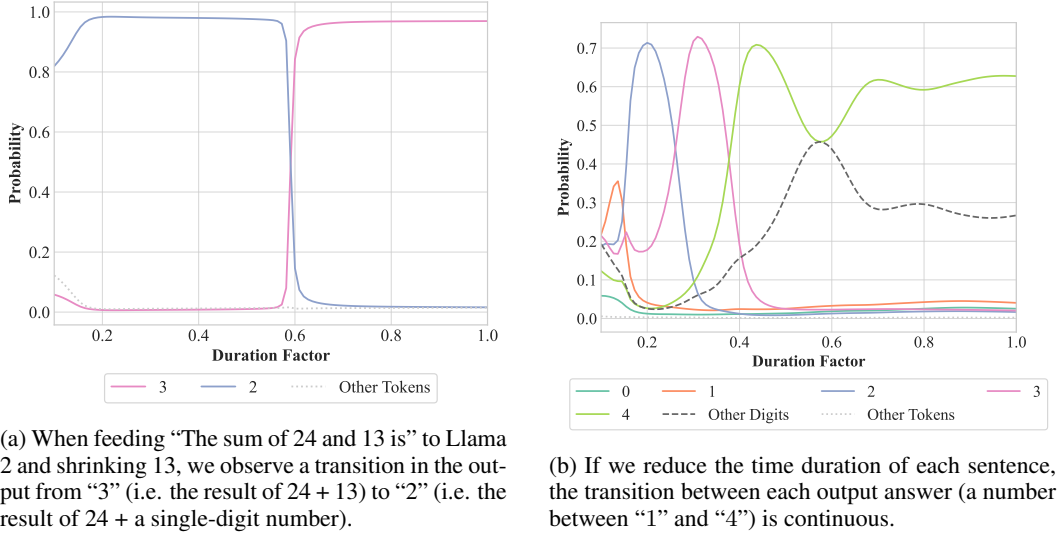 1.0
0.8
0.6
0.4
0.2
0.0
Probability
0.2 0.4 0.6 0.8 1.0
Duration Factor
3 2 Other Tokens
(a) When feeding “The sum of 24 and 13 is” to Llama
2 and shrinking 13, we observe a transition in the out-
put from “3” (i.e. the result of 24 + 13) to “2” (i.e. the
result of 24 + a single-digit number).
0.7
0.6
0.5
0.4
0.3
0.2
0.1
0.0
Probability
0.2 0.4 0.6 0.8 1.0
Duration Factor
0 1 2 3
4 Other Digits Other Tokens
(b) If we reduce the time duration of each sentence,
the transition between each output answer (a number
between “1” and “4”) is continuous.